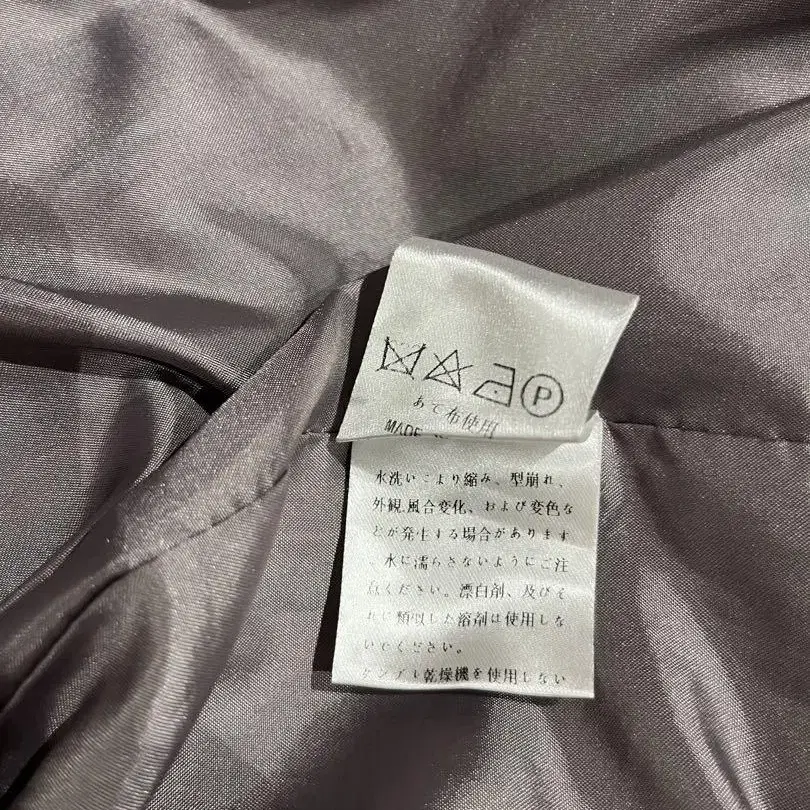 P
あて布使用
MADE
水洗いにより縮み、型崩れ、
外観.風合変化、および変色な
とが発生する場合があります
、水に濡らさないようにご注
意ください。漂白剤、及びそ
れに類似した溶剤は使用しな
いでください。
タンブル乾燥機を使用しない